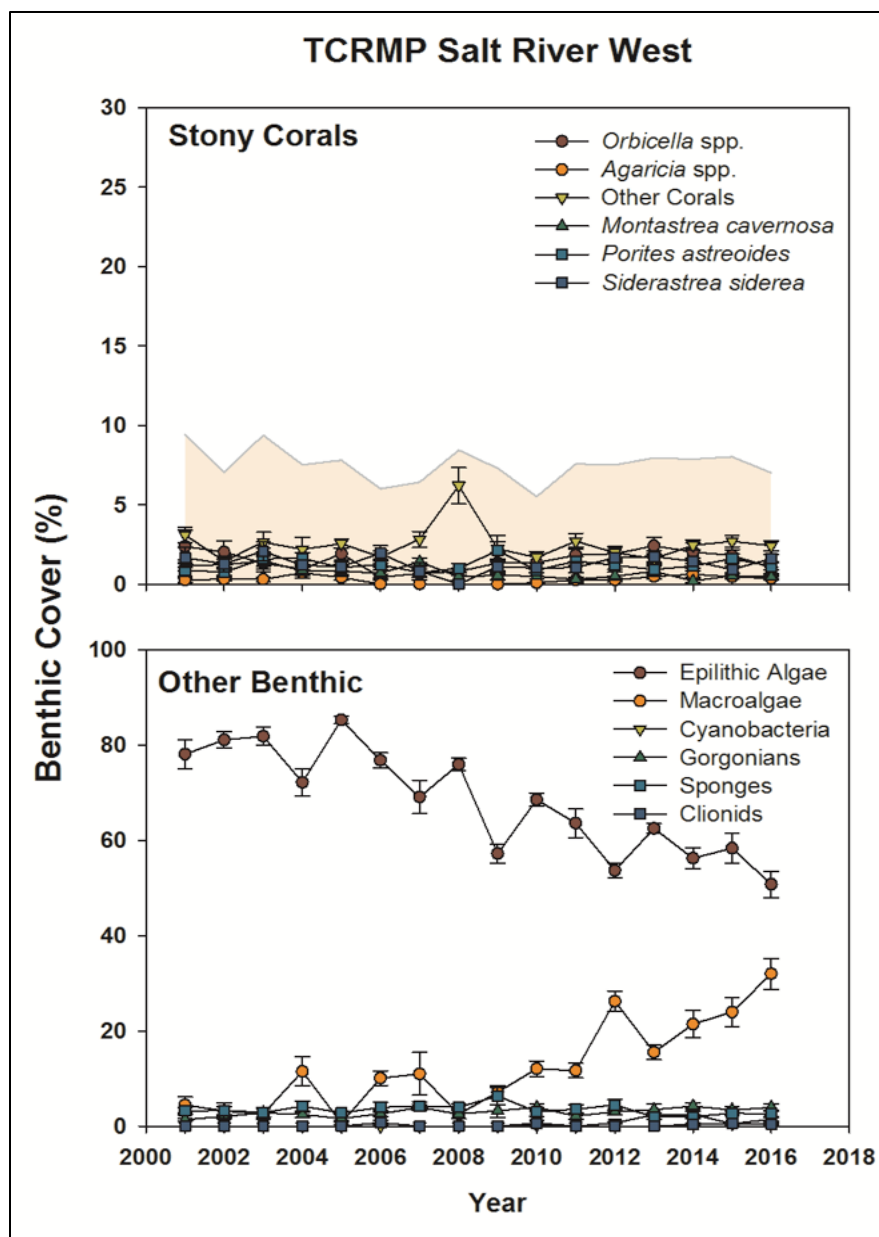 TCRMP Salt River West
Stony Corals
Orbicella spp.
Agaricia spp.
Other Corals
Montastrea cavernosa
Porites astreoides
Siderastrea siderea
30
25
20
15
10
5
0
Benthic Cover (%)
Other Benthic
Epilithic Algae
Macroalgae
Cyanobacteria
Gorgonians
Sponges
Clionids
100
80
60
40
20
0
2000 2002 2004 2006 2008 2010 2012 2014 2016 2018
Year